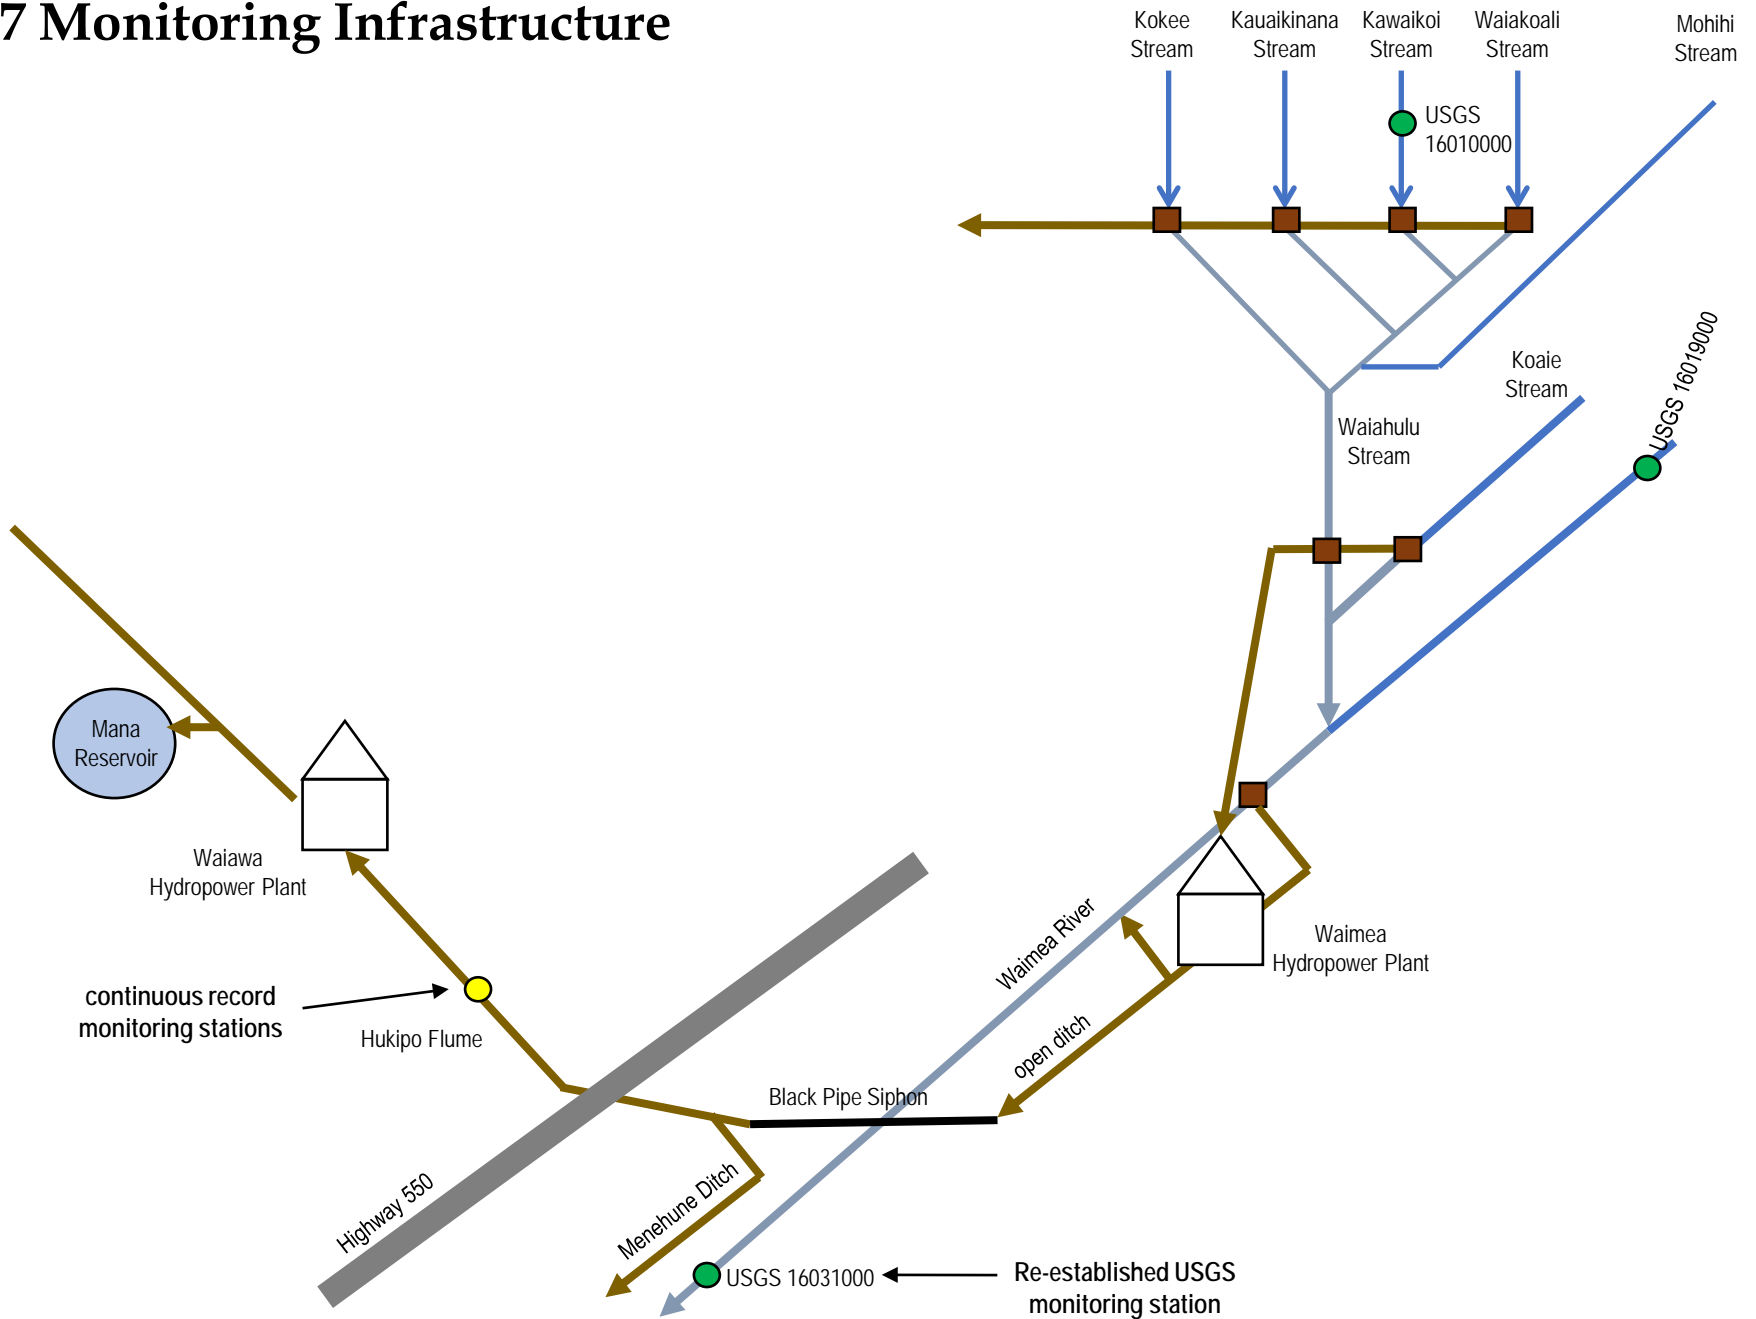 7 Monitoring Infrastructure
Kokee
Stream
Kauaikinana
Stream
Kawaikoi
Stream
Waiakoali
Stream
Mohihi
Stream
USGS
16010000
Koaie
Stream
USGS 16019000
Waiahulu
Stream
Mana
Reservoir
Waiawa
Hydropower Plant
Waimea River
Waimea
Hydropower Plant
continuous record
monitoring stations
Hukipo Flume
open ditch
Black Pipe Siphon
Highway 550
Menehune Ditch
USGS 16031000
Re-established USGS
monitoring station